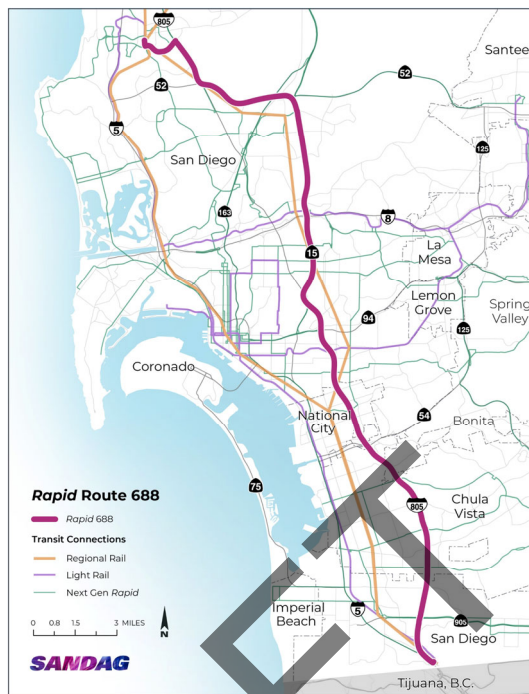 805
Santee
52
52
5
125
San Diego
163
8
15
La
Mesa
Lemon
Grove
Spring
Valley
94
125
Coronado
National
City
54
Bonita
75
Rapid Route 688
Rapid 688
Transit Connections
Regional Rail
Light Rail
Next Gen Rapid
0 0.8 1.5 3 MILES
N
SANDAG
805
Chula
Vista
Imperial
Beach
5
905
San Diego
Tijuana, B.C.